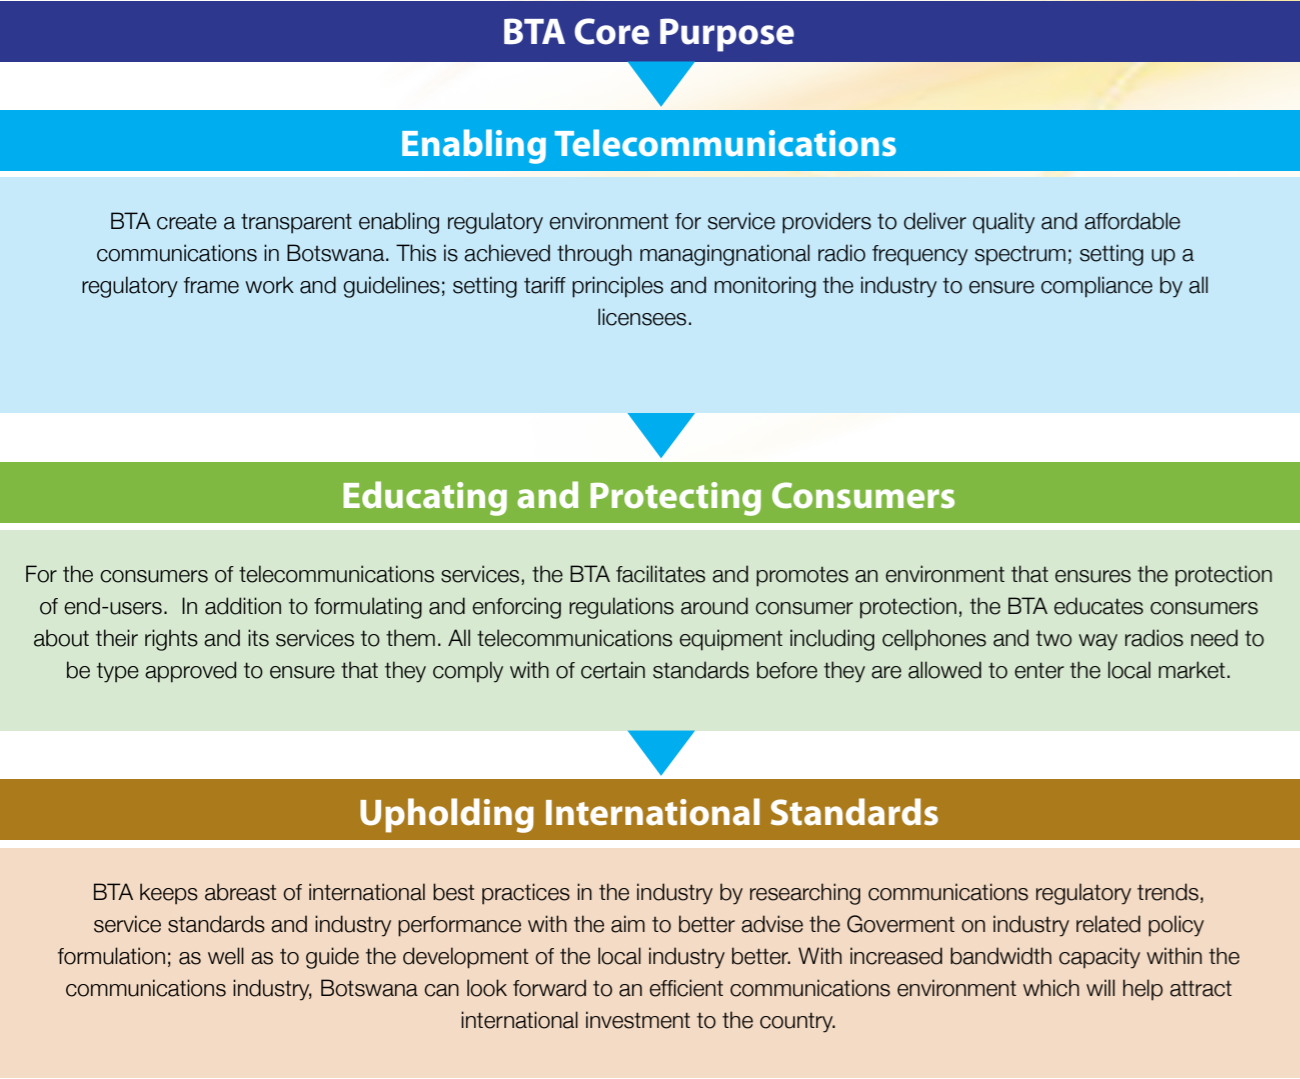 BTA Core Purpose
Enabling Telecommunications
BTA create a transparent enabling regulatory environment for service providers to deliver quality and affordable
communications in Botswana. This is achieved through managingnational radio frequency spectrum; setting up a
regulatory frame work and guidelines; setting tariff principles and monitoring the industry to ensure compliance by all
licensees.
Educating and Protecting Consumers
For the consumers of telecommunications services, the BTA facilitates and promotes an environment that ensures the protection
of end-users.  In addition to formulating and enforcing regulations around consumer protection, the BTA educates consumers
about their rights and its services to them. All telecommunications equipment including cellphones and two way radios need to
be type approved to ensure that they comply with of certain standards before they are allowed to enter the local market.
Upholding International Standards
BTA keeps abreast of international best practices in the industry by researching communications regulatory trends,
service standards and industry performance with the aim to better advise the Goverment on industry related policy
formulation; as well as to guide the development of the local industry better. With increased bandwidth capacity within the
communications industry, Botswana can look forward to an efficient communications environment which will help attract
international investment to the country.